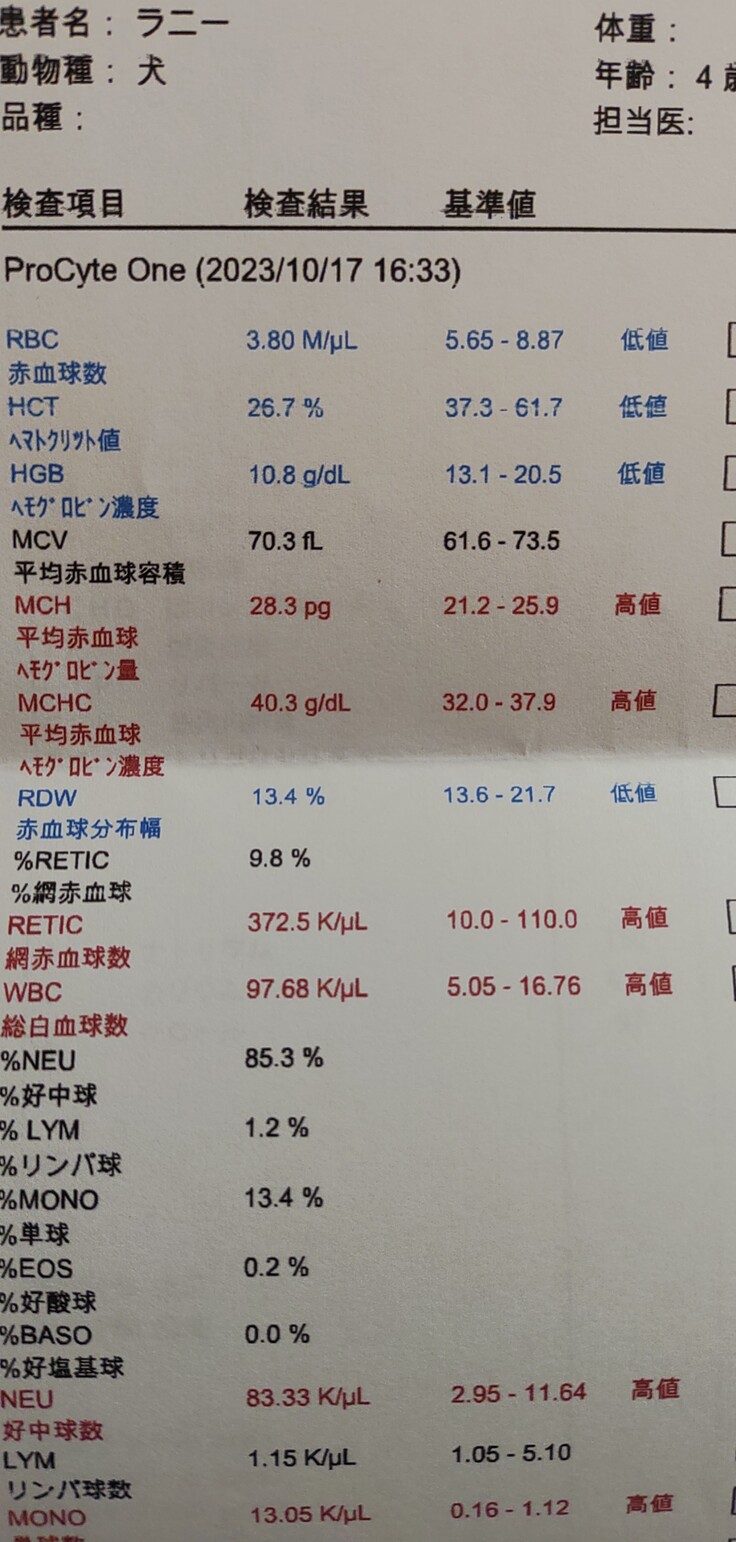 患者名： ラニー
体重：
動物種： 犬
年齢： 4 歳
品種：
担当医:
検査項目 検査結果 基準値
ProCyte One (2023/10/17 16:33)
RBC 3.80 M/µL 5.65 - 8.87 低値
赤血球数
HCT 26.7 % 37.3 - 61.7 低値
ﾍﾏﾄｸﾘｯﾄ値
HGB 10.8 g/dL 13.1 - 20.5 低値
ﾍﾓｸﾞﾛﾋﾞﾝ濃度
MCV 70.3 fL 61.6 - 73.5
平均赤血球容積
MCH 28.3 pg 21.2 - 25.9 高値
平均赤血球
ﾍﾓｸﾞﾛﾋﾞﾝ量
MCHC 40.3 g/dL 32.0 - 37.9 高値
平均赤血球
ﾍﾓｸﾞﾛﾋﾞﾝ濃度
RDW 13.4 % 13.6 - 21.7 低値
赤血球分布幅
%RETIC 9.8 %
%網赤血球
RETIC 372.5 K/µL 10.0 - 110.0 高値
網赤血球数
WBC 97.68 K/µL 5.05 - 16.76 高値
総白血球数
%NEU 85.3 %
%好中球
% LYM 1.2 %
%リンパ球
%MONO 13.4 %
%単球
%EOS 0.2 %
%好酸球
%BASO 0.0 %
%好塩基球
NEU 83.33 K/µL 2.95 - 11.64 高値
好中球数
LYM 1.15 K/µL 1.05 - 5.10
リンパ球数
MONO 13.05 K/µL 0.16 - 1.12 高値